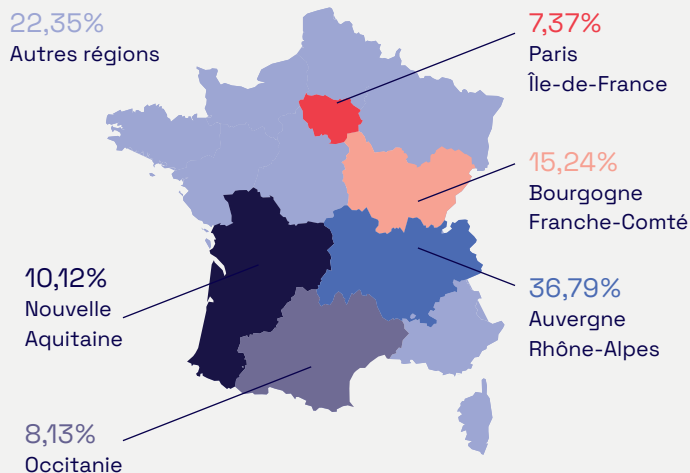 22,35%
Autres régions
7,37%
Paris
Île-de-France
15,24%
Bourgogne
Franche-Comté
10,12%
Nouvelle
Aquitaine
36,79%
Auvergne
Rhône-Alpes
8,13%
Occitanie